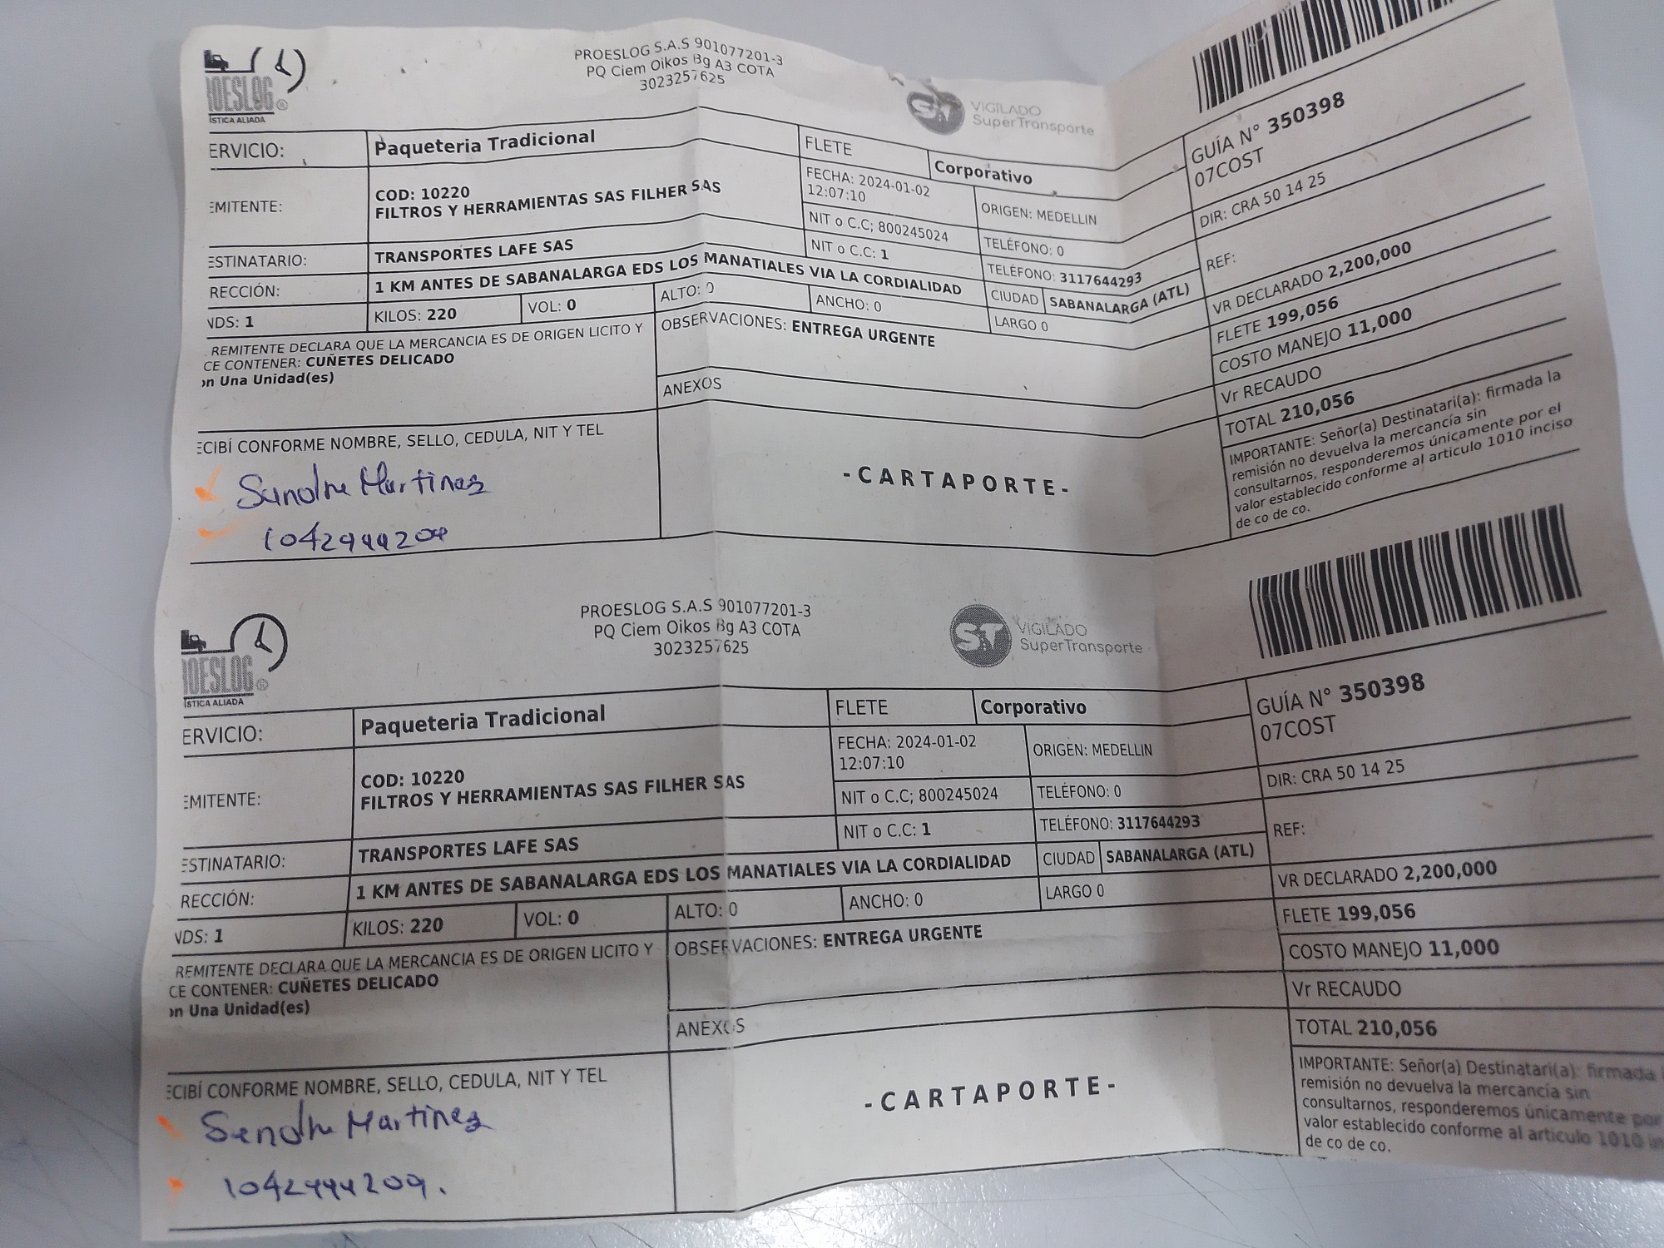 PROESLOG S.A.S 901077201-3
PQ Ciem Oikos Bg A3 COTA
3023257625
OESLOG
ISTICA ALIADA
ST VIGILADO
SuperTransporte
ERVICIO: Paqueteria Tradicional
FLETE Corporativo
GUÍA N° 350398
07COST
EMITENTE: COD: 10220
FILTROS Y HERRAMIENTAS SAS FILHER SAS
FECHA: 2024-01-02
12:07:10
ORIGEN: MEDELLIN
DIR: CRA 50 14 25
NIT o C.C; 800245024
TELÉFONO: 0
ESTINATARIO: TRANSPORTES LAFE SAS
NIT o C.C: 1
TELÉFONO: 3117644293
REF:
RECCIÓN: 1 KM ANTES DE SABANALARGA EDS LOS MANATIALES VIA LA CORDIALIDAD
CIUDAD SABANALARGA (ATL)
VR DECLARADO 2,200,000
NDS: 1 KILOS: 220 VOL: 0 ALTO: 0 ANCHO: 0 LARGO 0
FLETE 199,056
REMITENTE DECLARA QUE LA MERCANCIA ES DE ORIGEN LICITO Y
CE CONTENER: CUÑETES DELICADO
on Una Unidad(es)
OBSERVACIONES: ENTREGA URGENTE
COSTO MANEJO 11,000
Vr RECAUDO
ANEXOS
TOTAL 210,056
ECIBÍ CONFORME NOMBRE, SELLO, CEDULA, NIT Y TEL
Martinez
-CARTAPORTE-
IMPORTANTE: Señor(a) Destinatari(a): firmada la
remisión no devuelva la mercancía sin
consultarnos, responderemos únicamente por el
valor establecido conforme al articulo 1010 inciso
de co de co.
PROESLOG S.A.S 901077201-3
PQ Ciem Oikos Bg A3 COTA
3023257625
OESLOG
ISTICA ALIADA
ST VIGILADO
SuperTransporte
ERVICIO: Paqueteria Tradicional
FLETE Corporativo
GUÍA N° 350398
07COST
EMITENTE: COD: 10220
FILTROS Y HERRAMIENTAS SAS FILHER SAS
FECHA: 2024-01-02
12:07:10
ORIGEN: MEDELLIN
DIR: CRA 50 14 25
NIT o C.C; 800245024
TELÉFONO: 0
ESTINATARIO: TRANSPORTES LAFE SAS
NIT o C.C: 1
TELÉFONO: 3117644293
REF:
RECCIÓN: 1 KM ANTES DE SABANALARGA EDS LOS MANATIALES VIA LA CORDIALIDAD
CIUDAD SABANALARGA (ATL)
VR DECLARADO 2,200,000
NDS: 1 KILOS: 220 VOL: 0 ALTO: 0 ANCHO: 0 LARGO 0
FLETE 199,056
REMITENTE DECLARA QUE LA MERCANCIA ES DE ORIGEN LICITO Y
CE CONTENER: CUÑETES DELICADO
on Una Unidad(es)
OBSERVACIONES: ENTREGA URGENTE
COSTO MANEJO 11,000
Vr RECAUDO
ANEXOS
TOTAL 210,056
ECIBÍ CONFORME NOMBRE, SELLO, CEDULA, NIT Y TEL
Martinez
-CARTAPORTE-
IMPORTANTE: Señor(a) Destinatari(a): firmada
remisión no devuelva la mercancía sin
consultarnos, responderemos únicamente por
valor establecido conforme al articulo 1010
de co de co.